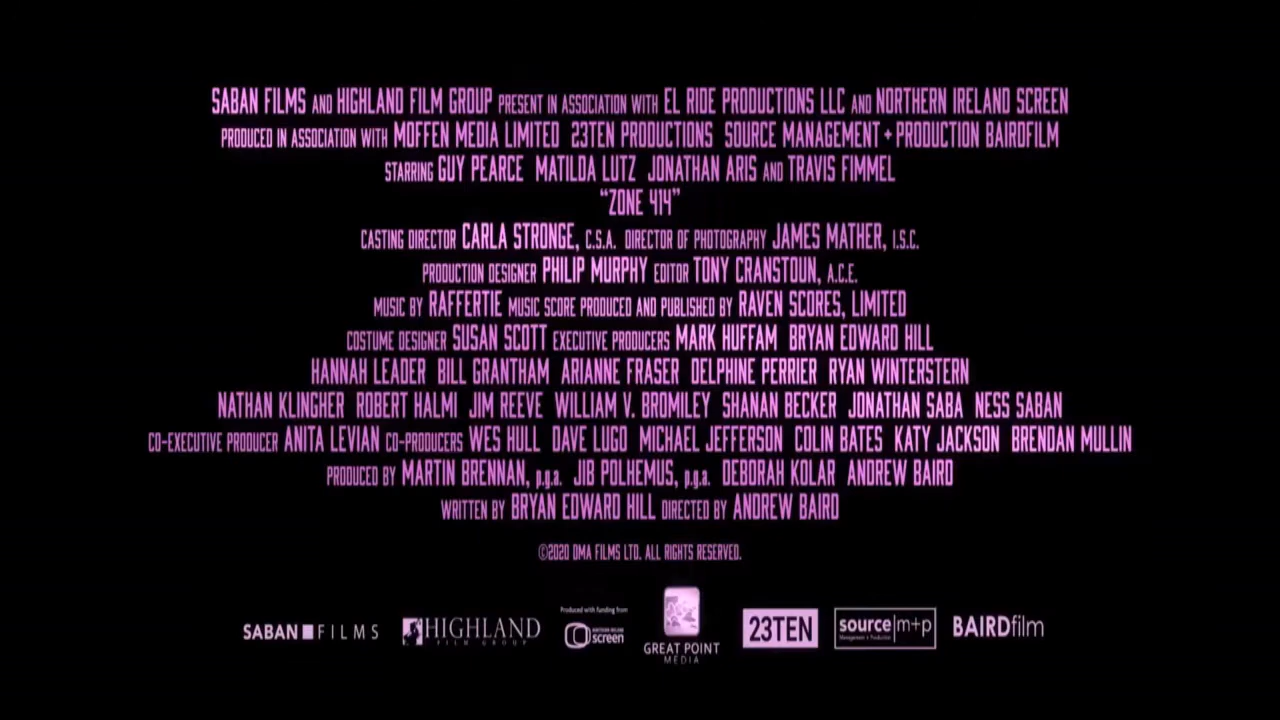 SABAN FILMS AND HIGHLAND FILM GROUP PRESENT IN ASSOCIATION WITH EL RIDE PRODUCTIONS LLC AND NORTHERN IRELAND SCREEN
PRODUCED IN ASSOCIATION WITH MOFFEN MEDIA LIMITED 23TEN PRODUCTIONS SOURCE MANAGEMENT + PRODUCTION BAIRDFILM
STARRING GUY PEARCE MATILDA LUTZ JONATHAN ARIS AND TRAVIS FIMMEL
“ZONE 414”
CASTING DIRECTOR CARLA STRONGE, C.S.A. DIRECTOR OF PHOTOGRAPHY JAMES MATHER, I.S.C.
PRODUCTION DESIGNER PHILIP MURPHY EDITOR TONY CRANSTOUN, A.C.E.
MUSIC BY RAFFERTIE MUSIC SCORE PRODUCED AND PUBLISHED BY RAVEN SCORES, LIMITED
COSTUME DESIGNER SUSAN SCOTT EXECUTIVE PRODUCERS MARK HUFFAM BRYAN EDWARD HILL
HANNAH LEADER BILL GRANTHAM ARIANNE FRASER DELPHINE PERRIER RYAN WINTERSTERN
NATHAN KLINGHER ROBERT HALMI JIM REEVE WILLIAM V. BROMILEY SHANAN BECKER JONATHAN SABA NESS SABAN
CO-EXECUTIVE PRODUCER ANITA LEVIAN CO-PRODUCERS WES HULL DAVE LUGO MICHAEL JEFFERSON COLIN BATES KATY JACKSON BRENDAN MULLIN
PRODUCED BY MARTIN BRENNAN, p.g.a. JIB POLHEMUS, p.g.a. DEBORAH KOLAR ANDREW BAIRD
WRITTEN BY BRYAN EDWARD HILL DIRECTED BY ANDREW BAIRD
©2020 DMA FILMS LTD. ALL RIGHTS RESERVED.
SABAN FILMS
HIGHLAND
FILM GROUP
Produced with funding from
NORTHERN IRELAND
screen
GREAT POINT
MEDIA
23TEN
source|m+p
Management + Production
BAIRDfilm